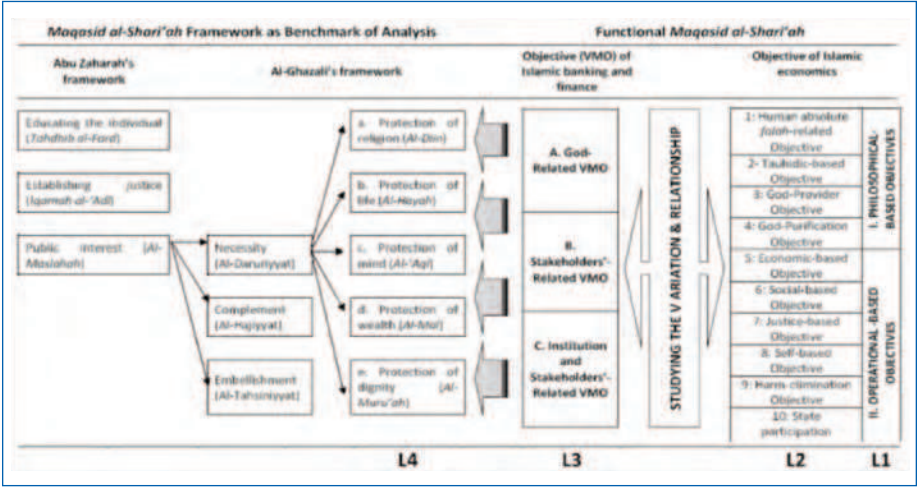 Maqasid al-Shari'ah Framework as Benchmark of Analysis
Functional Maqasid al-Shari'ah
Abu Zaharah's
framework
Al-Ghazali's framework
Objective (VMO) of
Islamic banking and
finance
Objective of Islamic
economics
Educating the individual
(Tahdhib al-Fard)
Establishing justice
(Iqamah al-'Adl)
Public interest (Al-
Maslahah)
Necessity
(Al-Daruriyyat)
Complement
(Al-Hajiyyat)
Embellishment
(Al-Tahsiniyyat)
a. Protection of
religion (Al-Din)
b. Protection of
life (Al-Hayah)
c. Protection of
mind (Al-'Aql)
d. Protection of
wealth (Al-Mal)
e. Protection of
dignity (Al-
Muru'ah)
A. God-
Related VMO
B.
Stakeholders'-
Related VMO
C. Institution
and
Stakeholders'-
Related VMO
STUDYING THE V ARIATION & RELATIONSHIP
1: Human absolute
falah-related
Objective
2- Tauhidic-based
Objective
3: God-Provider
Objective
4: God-Purification
Objective
5: Economic-based
Objective
6: Social-based
Objective
7: Justice-based
Objective
8. Self-based
Objective
9: Harm-elimination
Objective
10: State
participation
I. PHILOSOPHICAL-
BASED OBJECTIVES
II. OPERATIONAL -BASED
OBJECTIVES
L4
L3
L2
L1